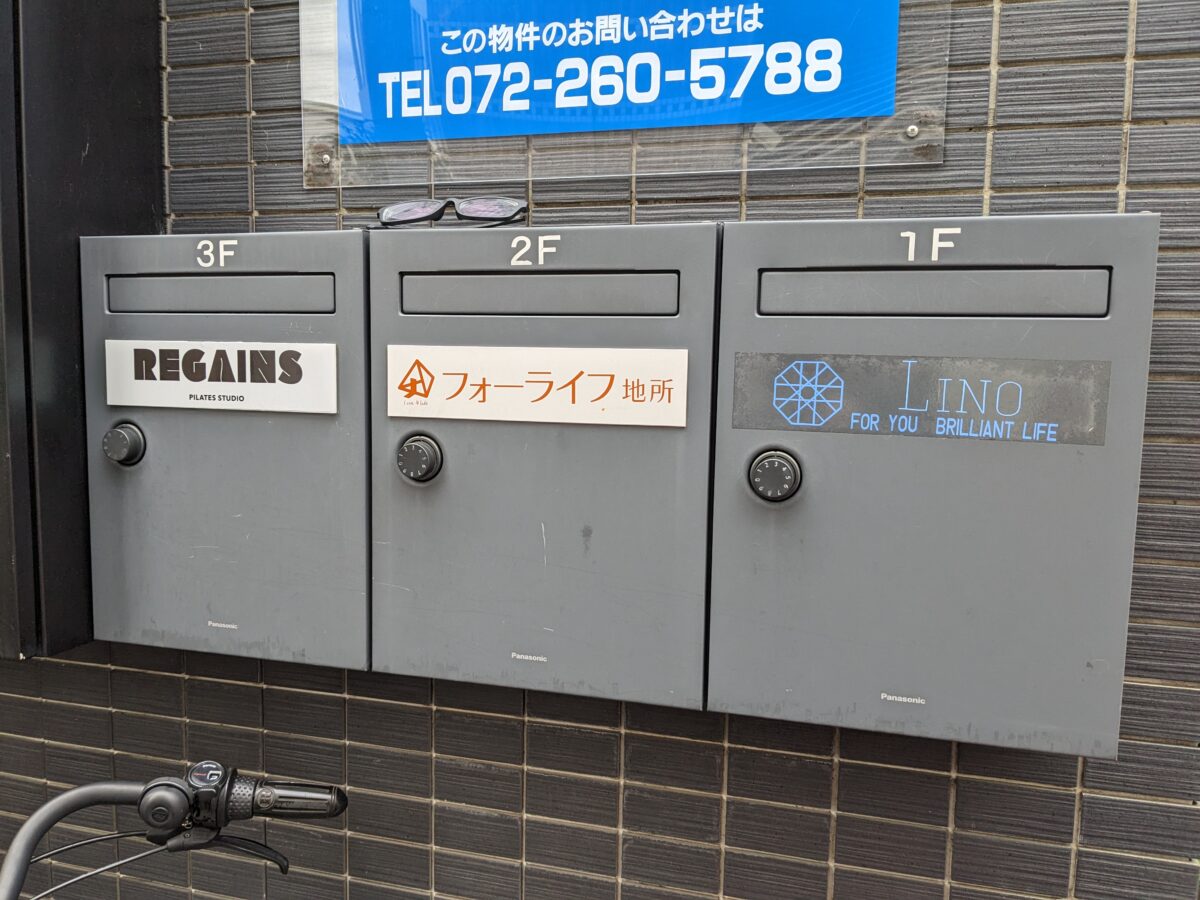 この物件のお問い合わせは
TEL072-260-5788
3F
2F
1F
REGAINS
PILATES STUDIO
フォーライフ地所
LINO
FOR YOU BRILLIANT LIFE
Panasonic
Panasonic
Panasonic